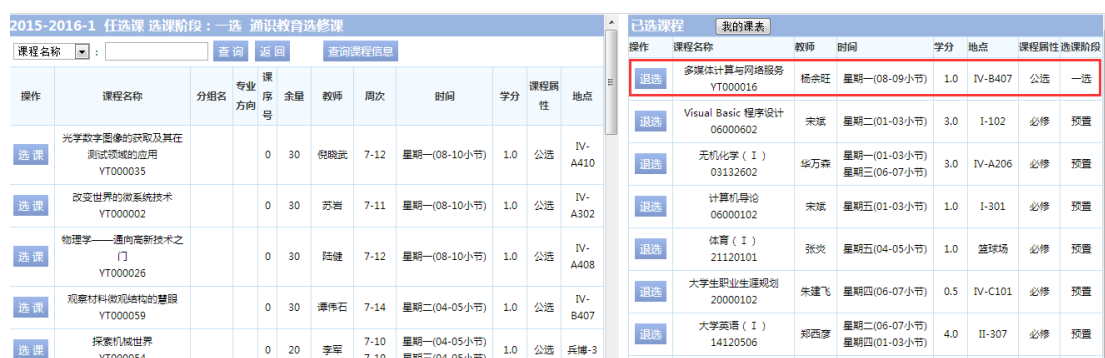 2015-2016-1 任选课 选课阶段：一选 通识教育选修课
课程名称 ： 查 询 返 回 查询课程信息
操作 课程名称 分组名 专业方向 课序号 余量 教师 周次 时间 学分 课程属性 地点
选 课 光学数字图像的获取及其在测试领域的应用 YT000035 0 30 倪晓武 7-12 星期一(08-10小节) 1.0 公选 IV-A410
选 课 改变世界的微系统技术 YT000002 0 30 苏岩 7-11 星期一(08-10小节) 1.0 公选 IV-A302
选 课 物理学——通向高新技术之门 YT000026 0 30 陆健 7-12 星期一(08-10小节) 1.0 公选 IV-A408
选 课 观察材料微观结构的慧眼 YT000059 0 30 谭伟石 7-14 星期二(04-05小节) 1.0 公选 IV-B407
选 课 探索机械世界 YT000054 0 20 李军 7-10 星期一(04-05小节) 7-10 星期三(04-05小节) 1.0 公选 兵博-3
已选课程 我的课表
操作 课程名称 教师 时间 学分 地点 课程属性 选课阶段
退选 多媒体计算与网络服务 YT000016 杨余旺 星期一(08-09小节) 1.0 IV-B407 公选 一选
退选 Visual Basic 程序设计 06000602 宋斌 星期二(01-03小节) 3.0 I-102 必修 预置
退选 无机化学（Ⅰ） 03132602 华万森 星期一(01-03小节) 星期三(06-07小节) 3.0 IV-A206 必修 预置
退选 计算机导论 06000102 宋斌 星期五(01-03小节) 1.0 I-301 必修 预置
退选 体育（Ⅰ） 21120101 张炎 星期五(04-05小节) 1.0 篮球场 必修 预置
退选 大学生职业生涯规划 20000102 朱建飞 星期四(06-07小节) 0.5 IV-C101 必修 预置
退选 大学英语（Ⅰ） 14120506 郑西彦 星期二(06-07小节) 星期四(01-03小节) 4.0 II-307 必修 预置